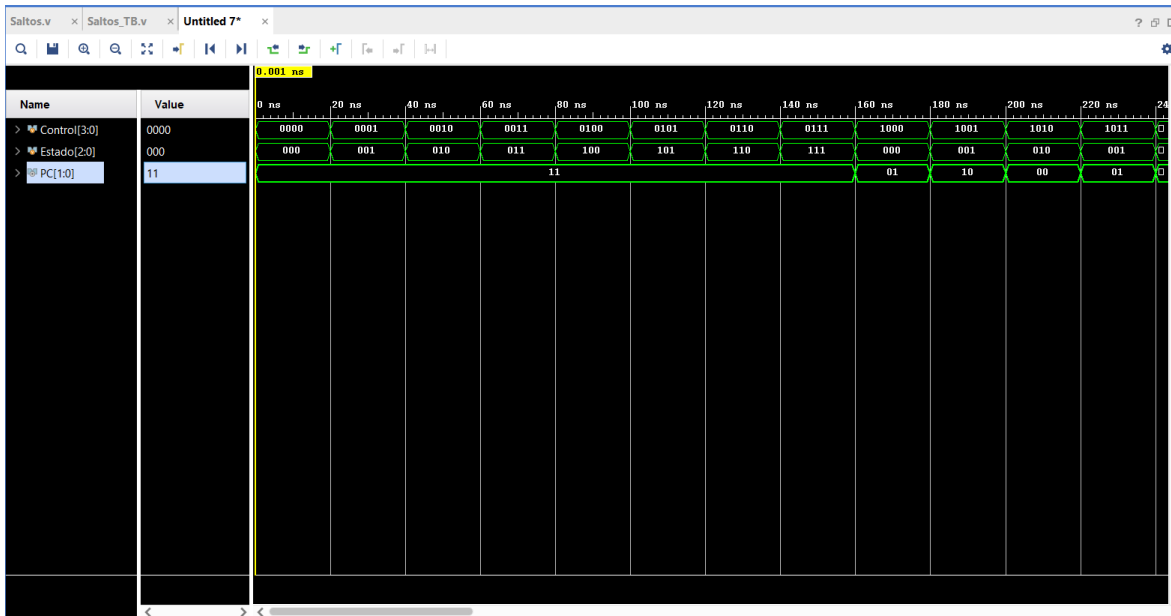 Saltos.v × Saltos_TB.v × Untitled 7* ×
?
0.001 ns
Name Value 0 ns 20 ns 40 ns 60 ns 80 ns 100 ns 120 ns 140 ns 160 ns 180 ns 200 ns 220 ns 24
Control[3:0] 0000 0000 0001 0010 0011 0100 0101 0110 0111 1000 1001 1010 1011
Estado[2:0] 000 000 001 010 011 100 101 110 111 000 001 010 001
PC[1:0] 11 11 01 10 00 01